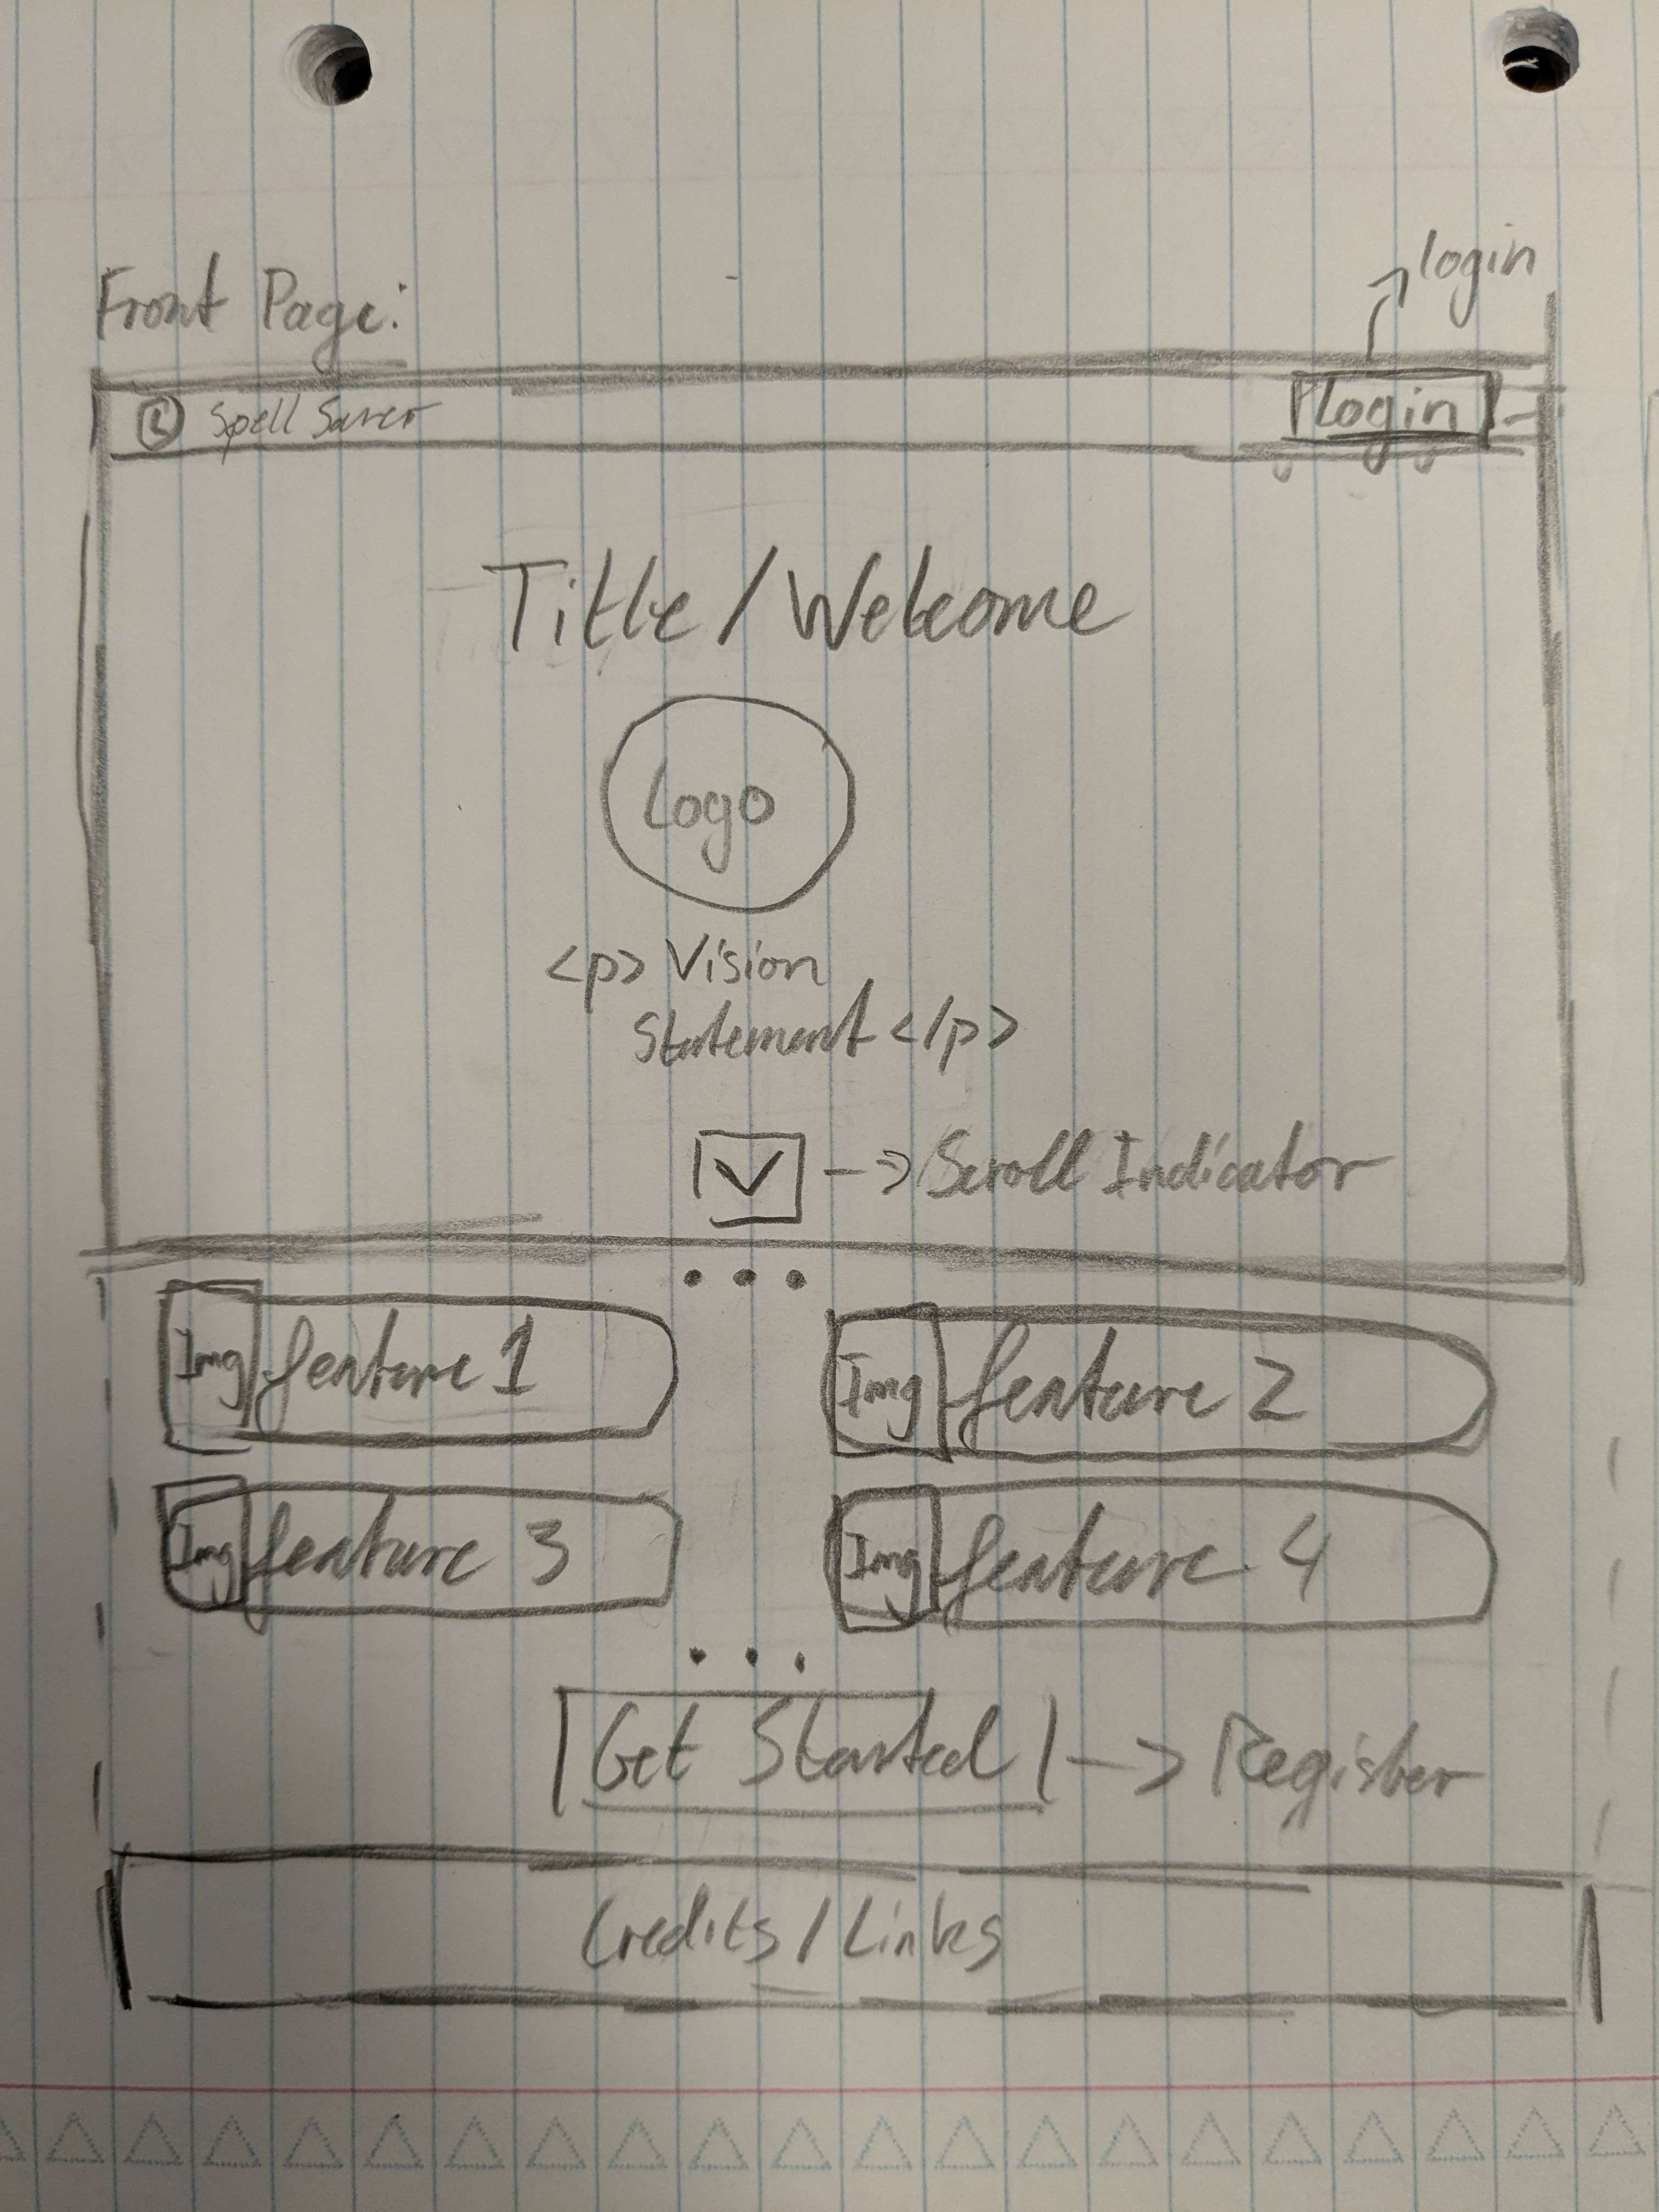 Front Page:
login
L Spell Saver
Login
Title / Welcome
Logo
<p> Vision
Statement </p>
V -> Scroll Indicator
...
Img feature 1
Img feature 2
Img feature 3
Img feature 4
...
Get Started -> Register
Credits / Links